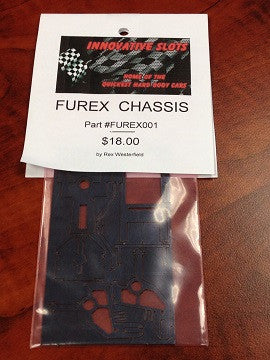 INNOVATIVE SLOTS
HOME OF THE
QUICKEST HARD BODY CARS
FUREX CHASSIS
Part #FUREX001
$18.00
by Rex Westerfield